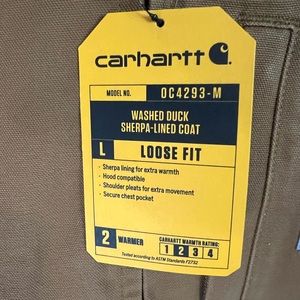 carhartt
MODEL NO. OC4293-M
WASHED DUCK
SHERPA-LINED COAT
L LOOSE FIT
• Sherpa lining for extra warmth
• Hood compatible
• Shoulder pleats for extra movement
• Secure chest pocket
2 WARMER
CARHARTT WARMTH RATING:
1 2 3 4
Tested according to ASTM Standards F2732